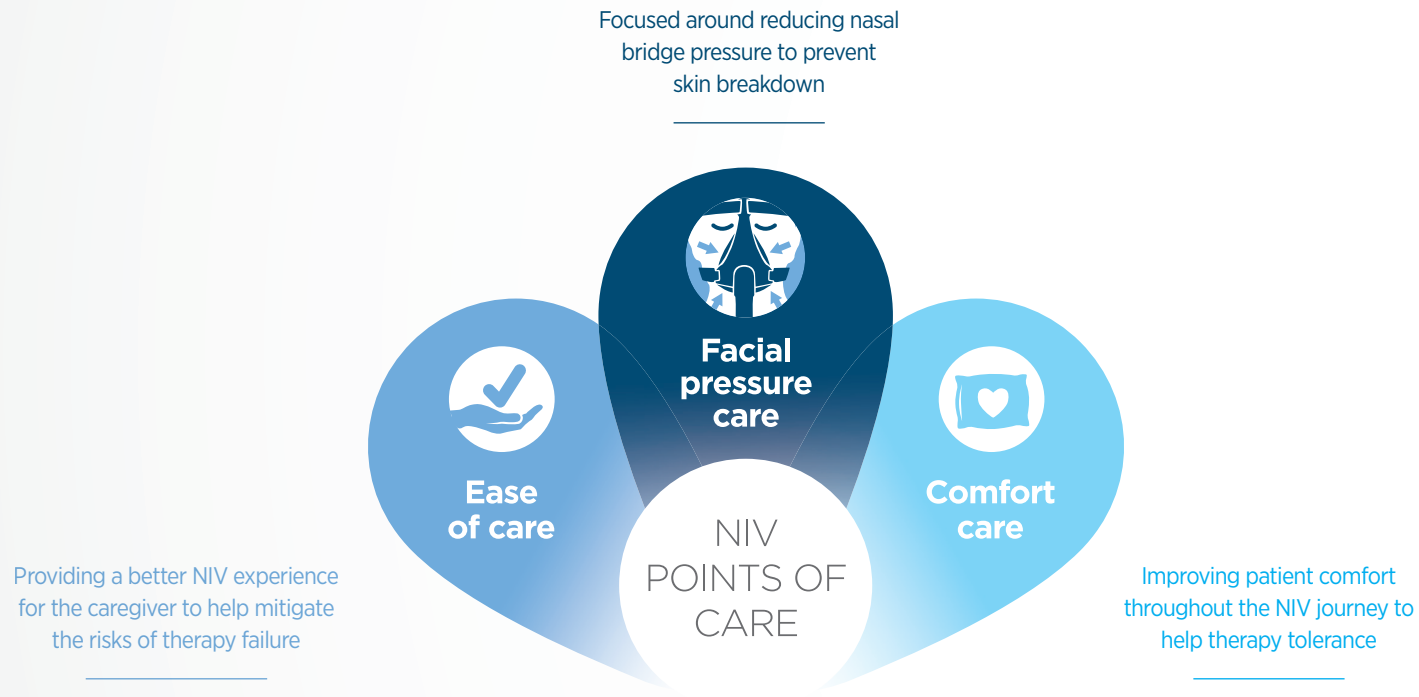 Focused around reducing nasal
bridge pressure to prevent
skin breakdown
Facial
pressure
care
Ease
of care
Comfort
care
NIV
POINTS OF
CARE
Providing a better NIV experience
for the caregiver to help mitigate
the risks of therapy failure
Improving patient comfort
throughout the NIV journey to
help therapy tolerance